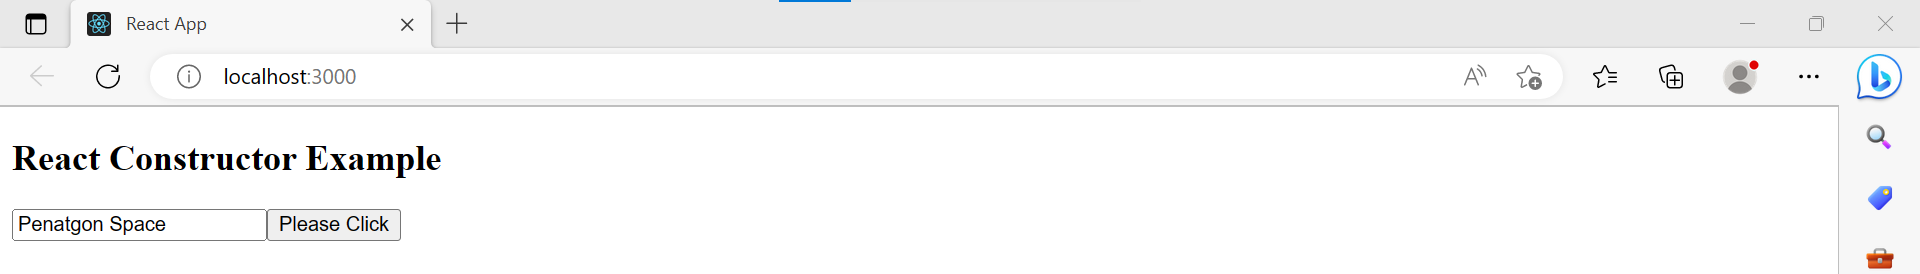 React App
localhost:3000
React Constructor Example
Penatgon Space
Please Click